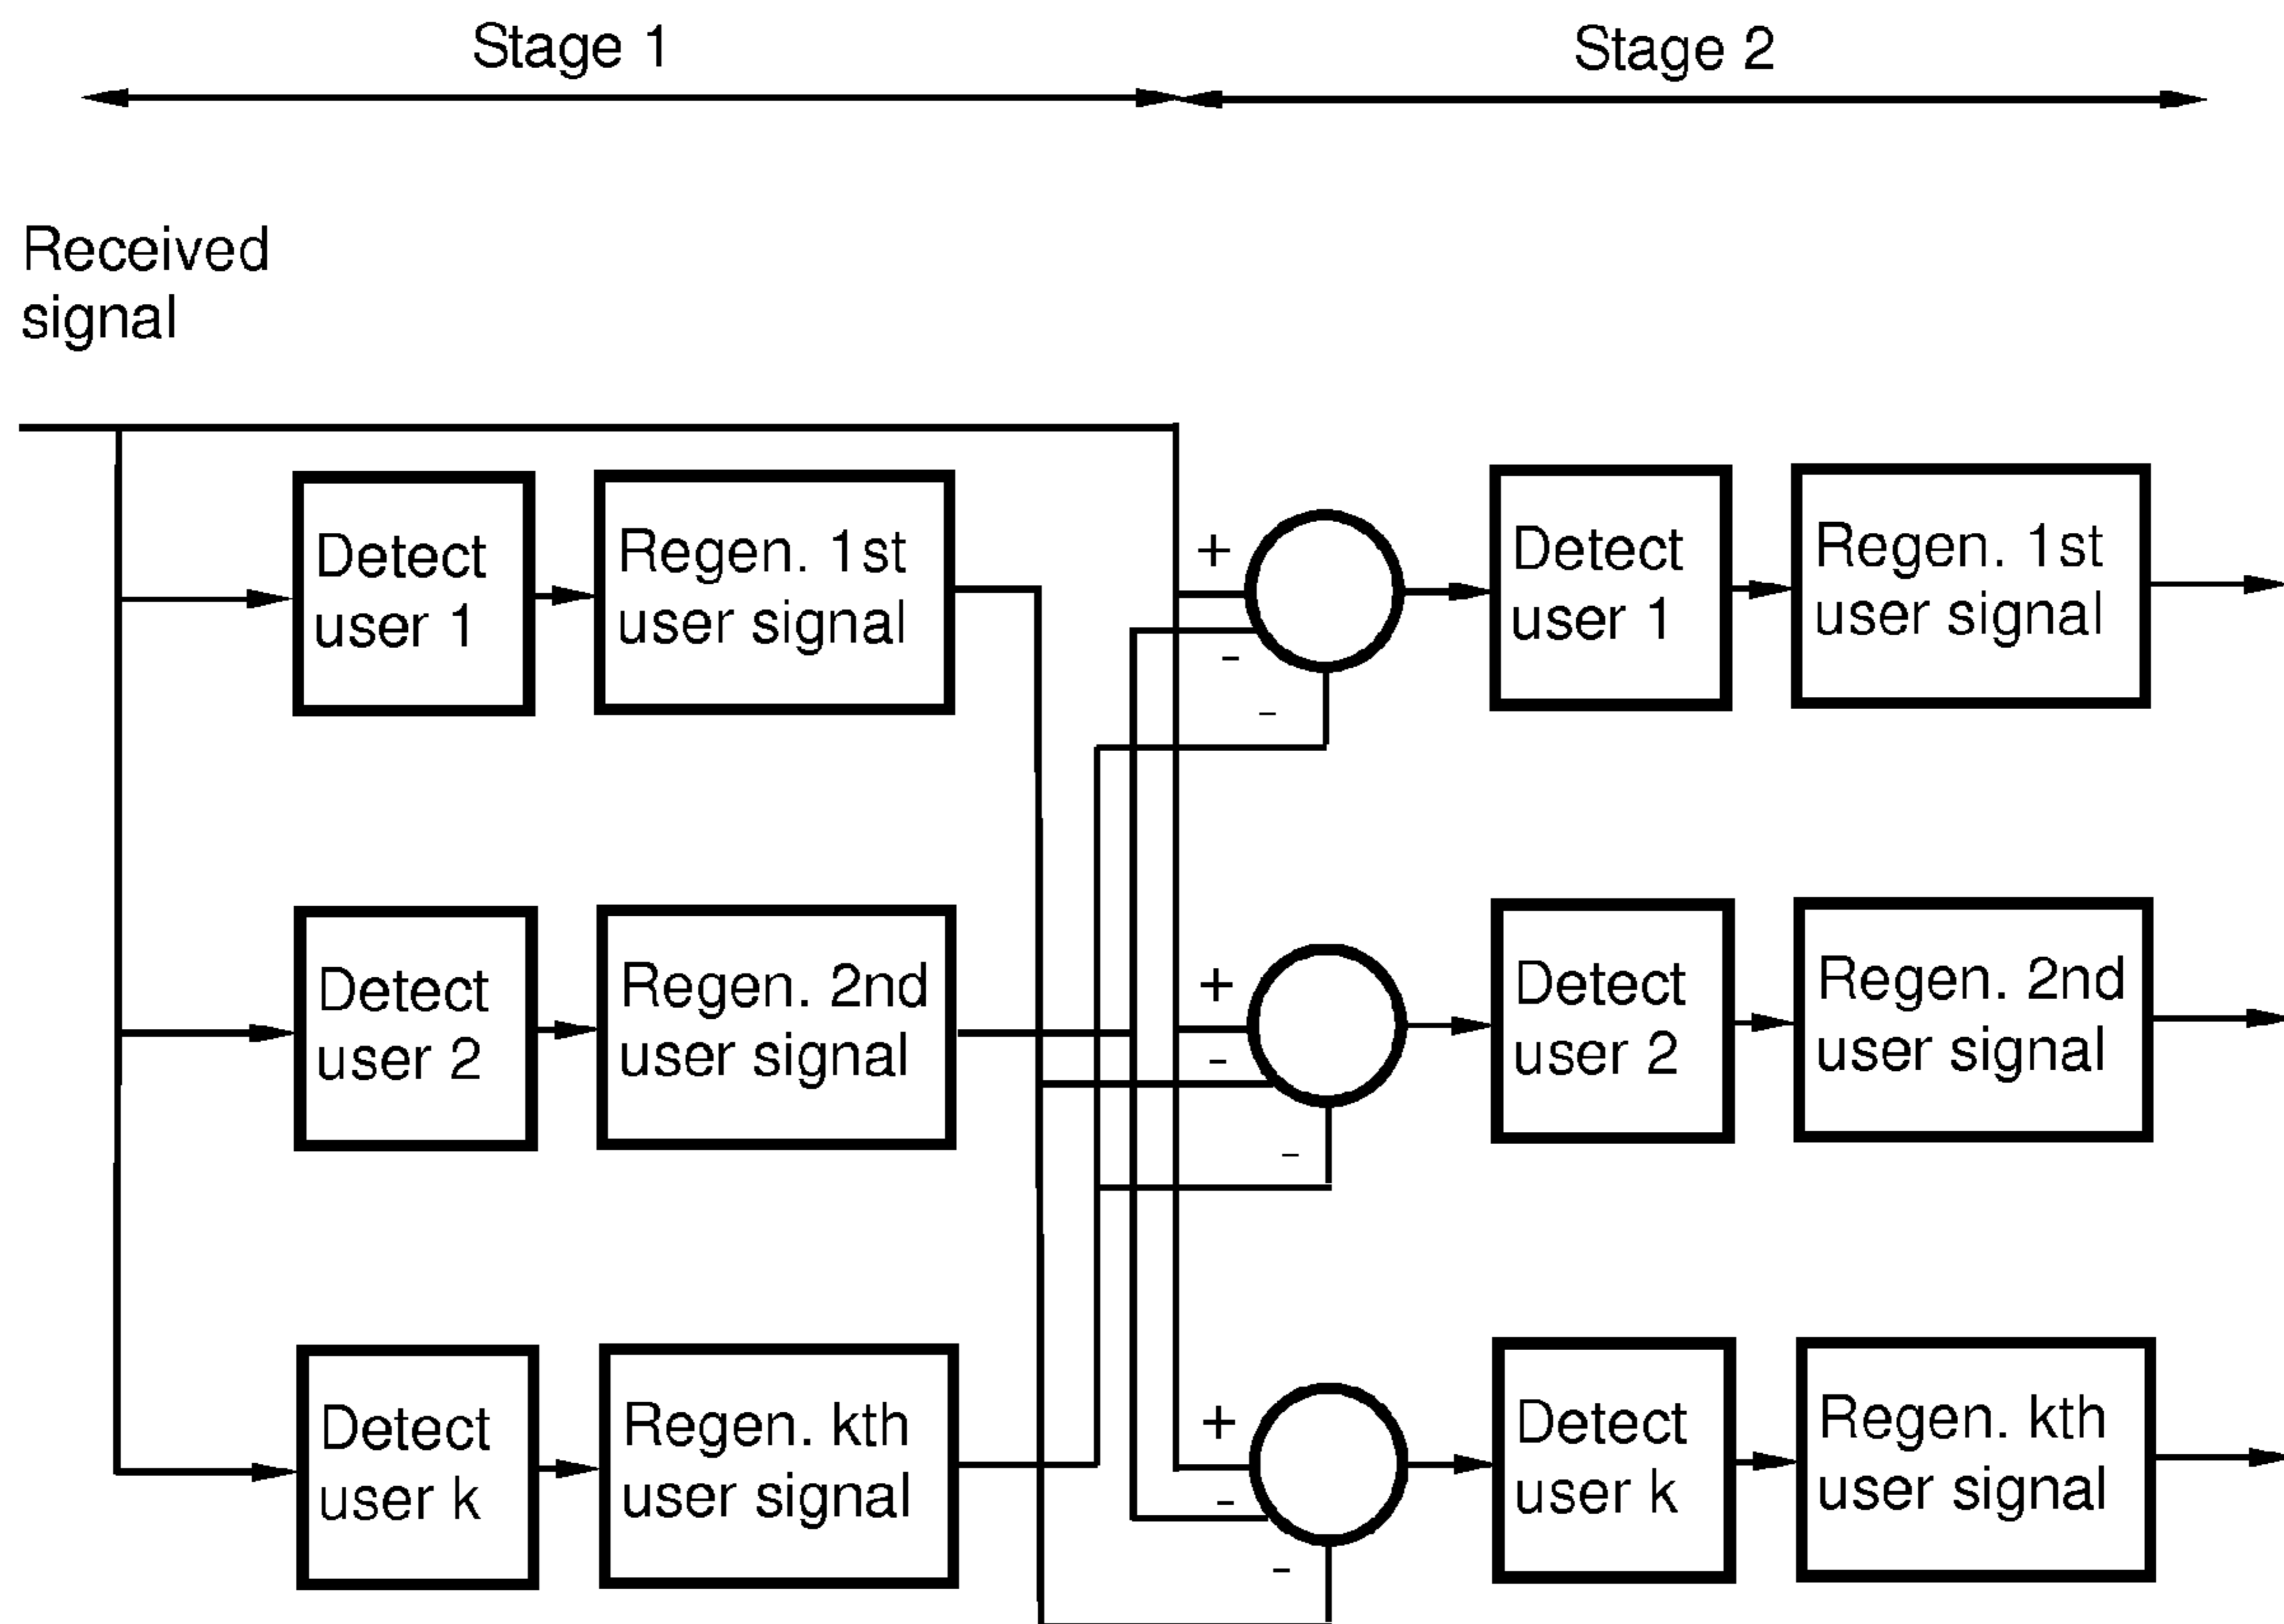 Stage 1
Stage 2
Received
signal
Detect
user 1
Regen. 1st
user signal
+
-
-
Detect
user 1
Regen. 1st
user signal
Detect
user 2
Regen. 2nd
user signal
+
-
-
Detect
user 2
Regen. 2nd
user signal
Detect
user k
Regen. kth
user signal
+
-
-
Detect
user k
Regen. kth
user signal